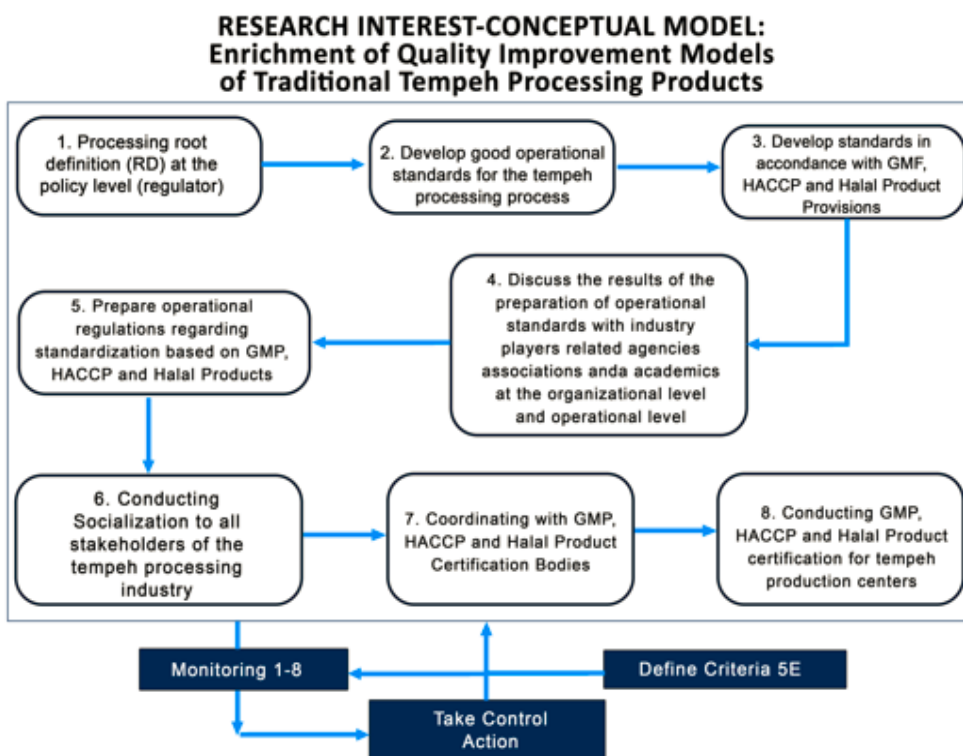 RESEARCH INTEREST-CONCEPTUAL MODEL:
Enrichment of Quality Improvement Models
of Traditional Tempeh Processing Products
1. Processing root
definition (RD) at the
policy level (regulator)
2. Develop good operational
standards for the tempeh
processing process
3. Develop standards in
accordance with GMF,
HACCP and Halal Product
Provisions
4. Discuss the results of the
preparation of operational
standards with industry
players related agencies
associations anda academics
at the organizational level
and operational level
5. Prepare operational
regulations regarding
standardization based on GMP,
HACCP and Halal Products
6. Conducting
Socialization to all
stakeholders of the
tempeh processing
industry
7. Coordinating with GMP,
HACCP and Halal Product
Certification Bodies
8. Conducting GMP,
HACCP and Halal Product
certification for tempeh
production centers
Monitoring 1-8
Define Criteria 5E
Take Control
Action